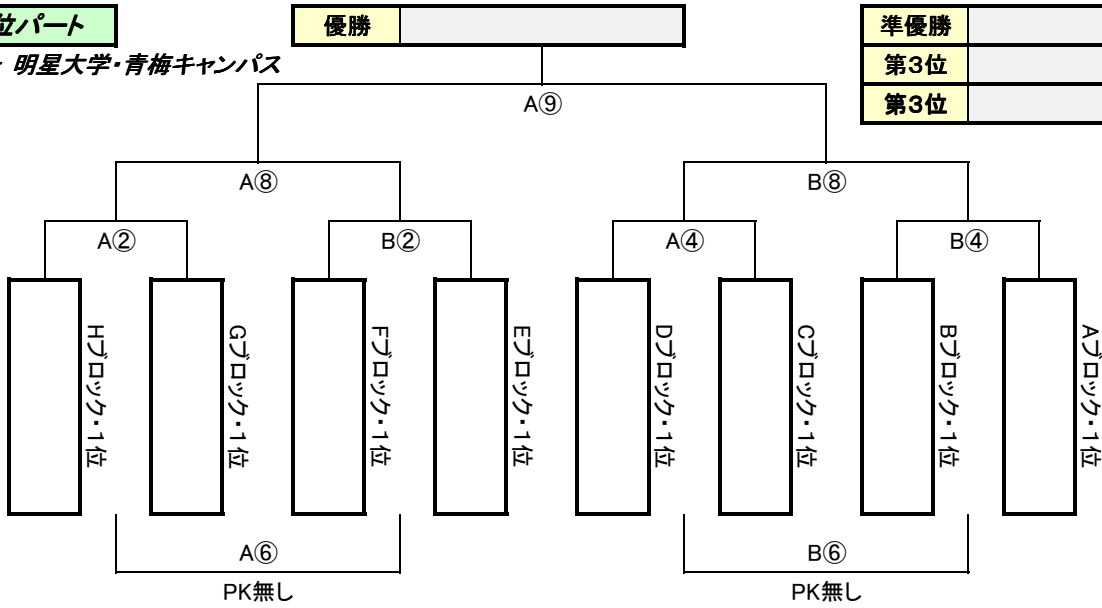 位パート
優勝
準優勝
・ 明星大学・青梅キャンパス
第3位
第3位
A⑨
A⑧
B⑧
A②
B②
A④
B④
Hブロック・1位
Gブロック・1位
Fブロック・1位
Eブロック・1位
Dブロック・1位
Cブロック・1位
Bブロック・1位
Aブロック・1位
A⑥
B⑥
PK無し
PK無し